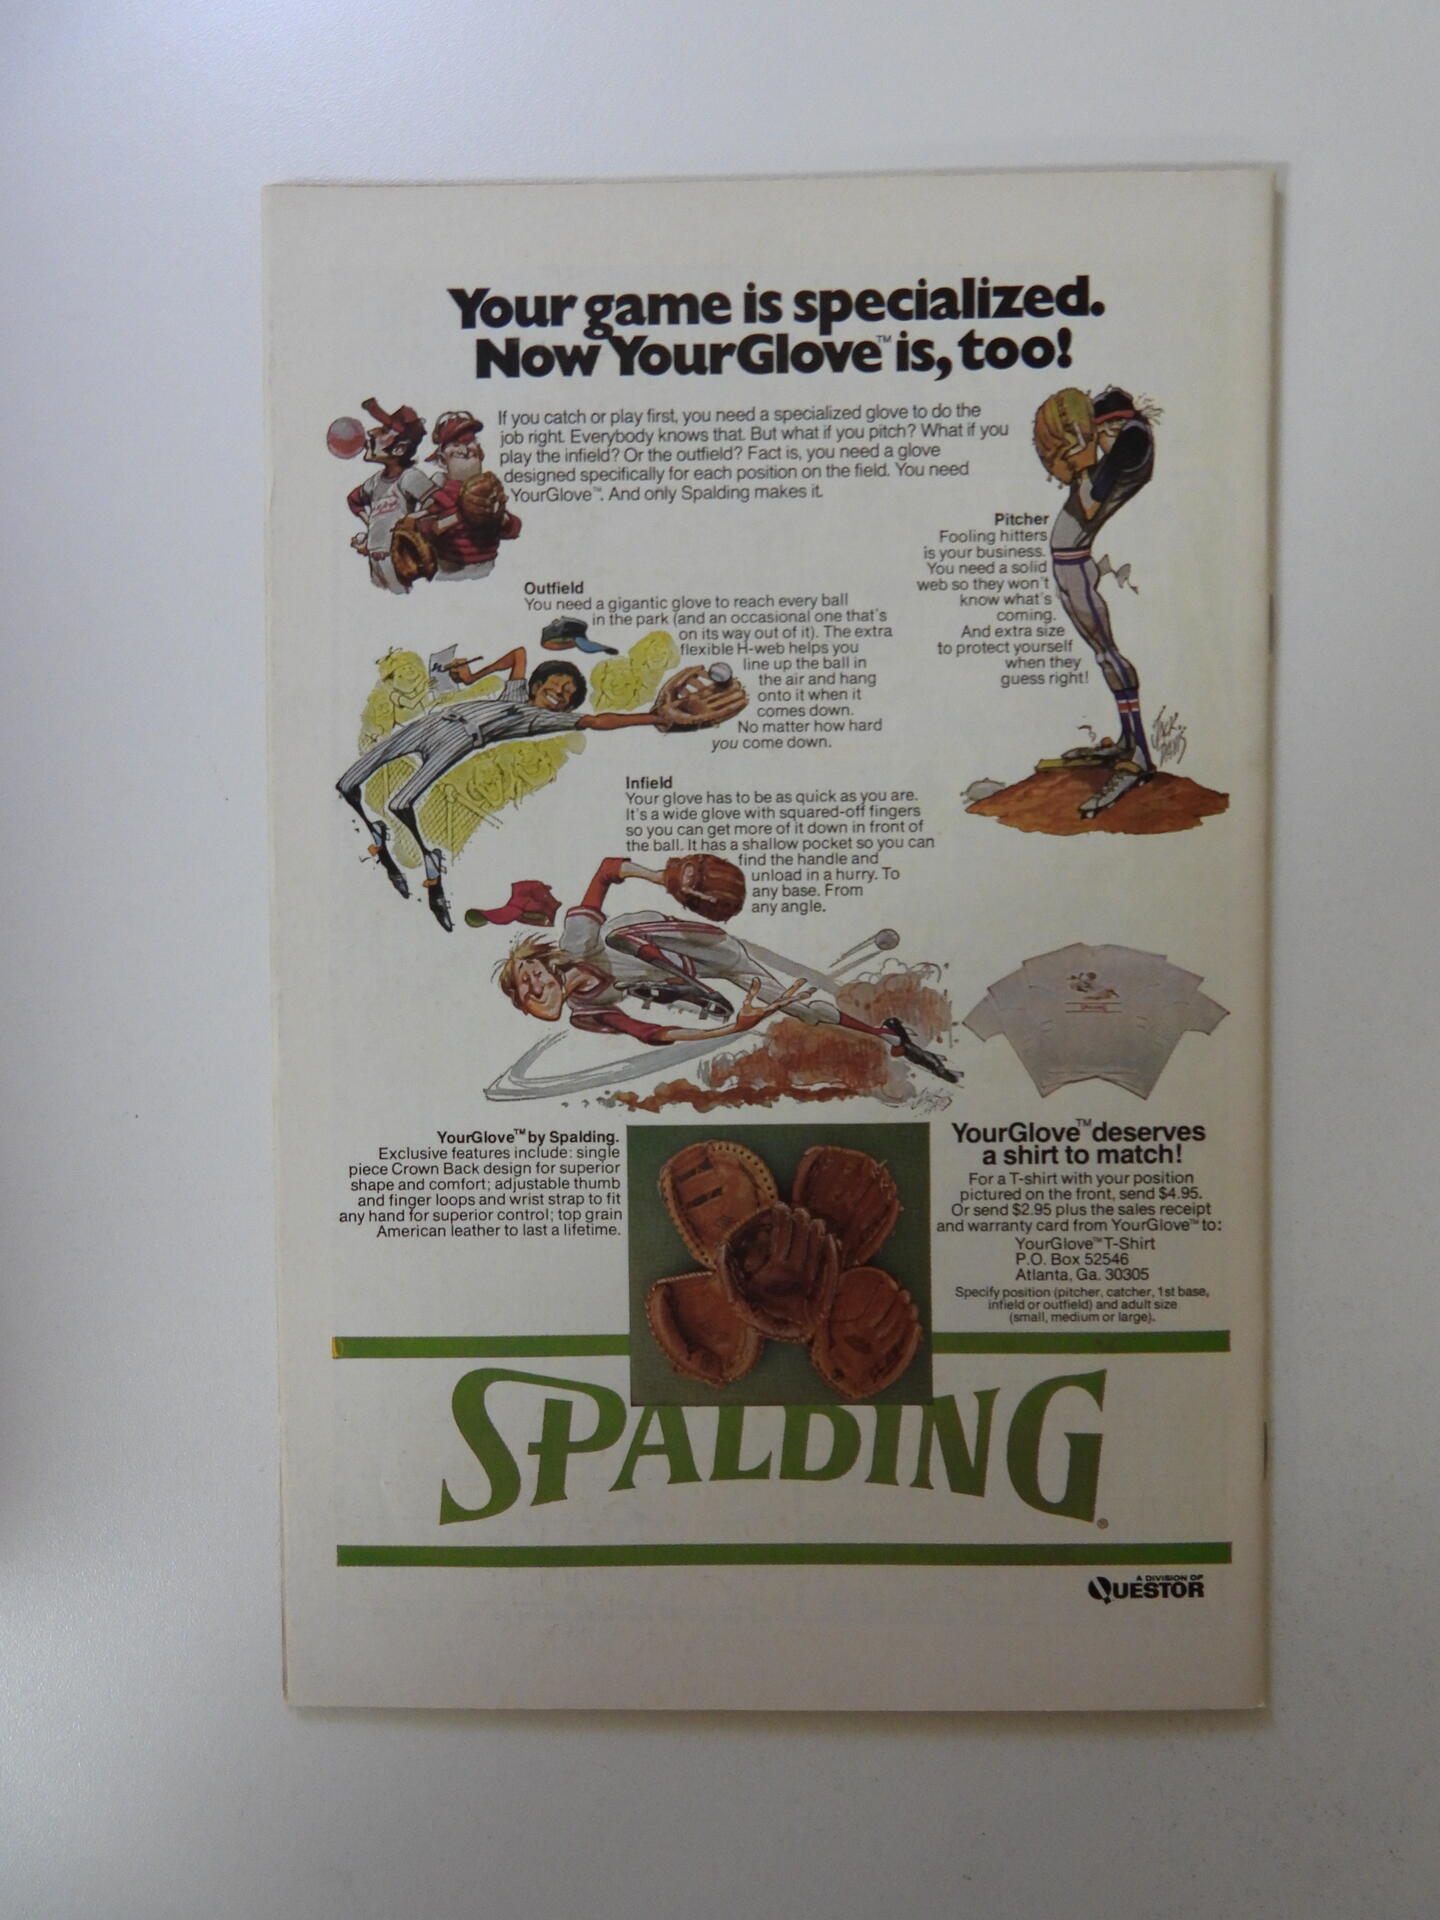 Your game is specialized.
Now YourGlove™ is, too!
If you catch or play first, you need a specialized glove to do the
job right. Everybody knows that. But what if you pitch? What if you
play the infield? Or the outfield? Fact is, you need a glove
designed specifically for each position on the field. You need
YourGlove™. And only Spalding makes it.
Pitcher
Fooling hitters
is your business.
You need a solid
web so they won't
know what's
coming.
And extra size
to protect yourself
when they
guess right!
JACK
DAVIS
Outfield
You need a gigantic glove to reach every ball
in the park (and an occasional one that's
on its way out of it). The extra
flexible H-web helps you
line up the ball in
the air and hang
onto it when it
comes down.
No matter how hard
you come down.
Infield
Your glove has to be as quick as you are.
It's a wide glove with squared-off fingers
so you can get more of it down in front of
the ball. It has a shallow pocket so you can
find the handle and
unload in a hurry. To
any base. From
any angle.
YourGlove™ by Spalding.
Exclusive features include: single
piece Crown Back design for superior
shape and comfort; adjustable thumb
and finger loops and wrist strap to fit
any hand for superior control; top grain
American leather to last a lifetime.
YourGlove™ deserves
a shirt to match!
For a T-shirt with your position
pictured on the front, send $4.95.
Or send $2.95 plus the sales receipt
and warranty card from YourGlove™ to:
YourGlove™ T-Shirt
P.O. Box 52546
Atlanta, Ga. 30305
Specify position (pitcher, catcher, 1st base,
infield or outfield) and adult size
(small, medium or large).
SPALDING®
A DIVISION OF
QUESTOR